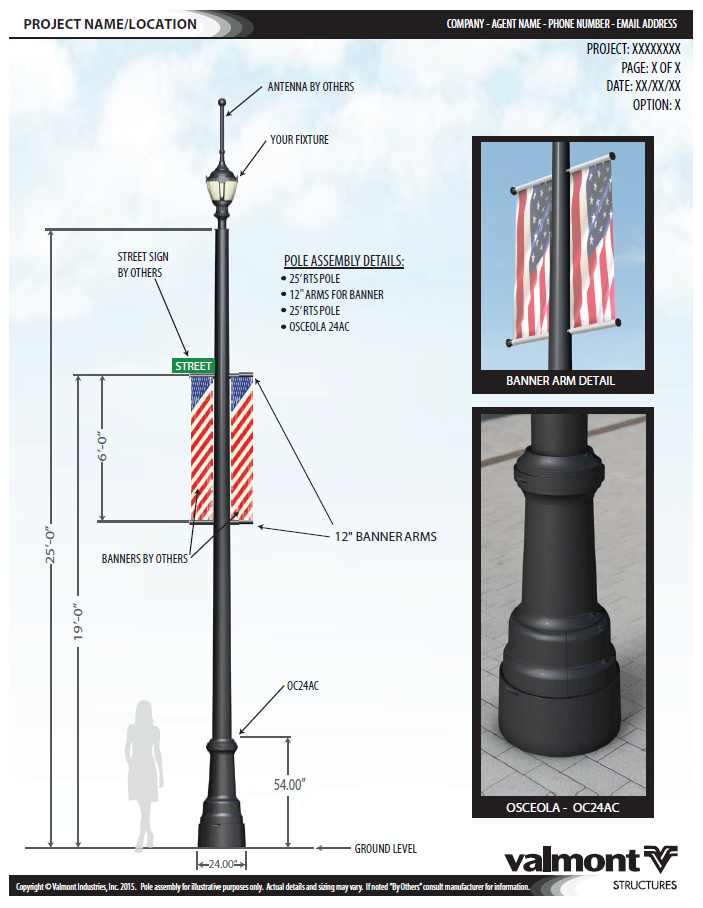 PROJECT NAME/LOCATION
COMPANY - AGENT NAME - PHONE NUMBER - EMAIL ADDRESS
PROJECT: XXXXXXXX
PAGE: X OF X
DATE: XX/XX/XX
OPTION: X
ANTENNA BY OTHERS
YOUR FIXTURE
STREET SIGN
BY OTHERS
POLE ASSEMBLY DETAILS:
• 25' RTS POLE
• 12" ARMS FOR BANNER
• 25' RTS POLE
• OSCEOLA 24AC
STREET
BANNER ARM DETAIL
6'-0"
25'-0"
19'-0"
12" BANNER ARMS
BANNERS BY OTHERS
OC24AC
54.00"
24.00"
GROUND LEVEL
OSCEOLA - OC24AC
valmont
STRUCTURES
Copyright © Valmont Industries, Inc. 2015. Pole assembly for illustrative purposes only. Actual details and sizing may vary. If noted "By Others" consult manufacturer for information.